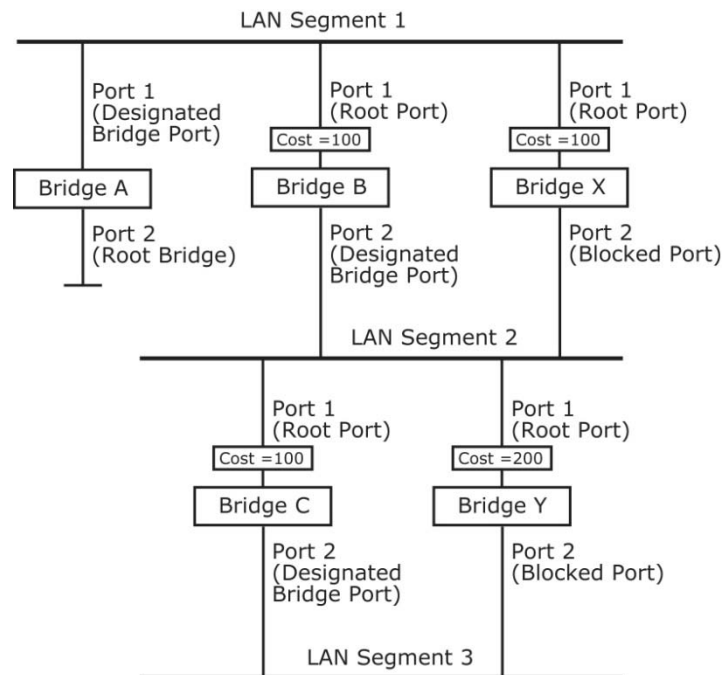 LAN Segment 1
Port 1
(Designated
Bridge Port)
Port 1
(Root Port)
Port 1
(Root Port)
Cost =100
Cost =100
Bridge A
Bridge B
Bridge X
Port 2
(Root Bridge)
Port 2
(Designated
Bridge Port)
Port 2
(Blocked Port)
LAN Segment 2
Port 1
(Root Port)
Port 1
(Root Port)
Cost =100
Cost =200
Bridge C
Bridge Y
Port 2
(Designated
Bridge Port)
Port 2
(Blocked Port)
LAN Segment 3